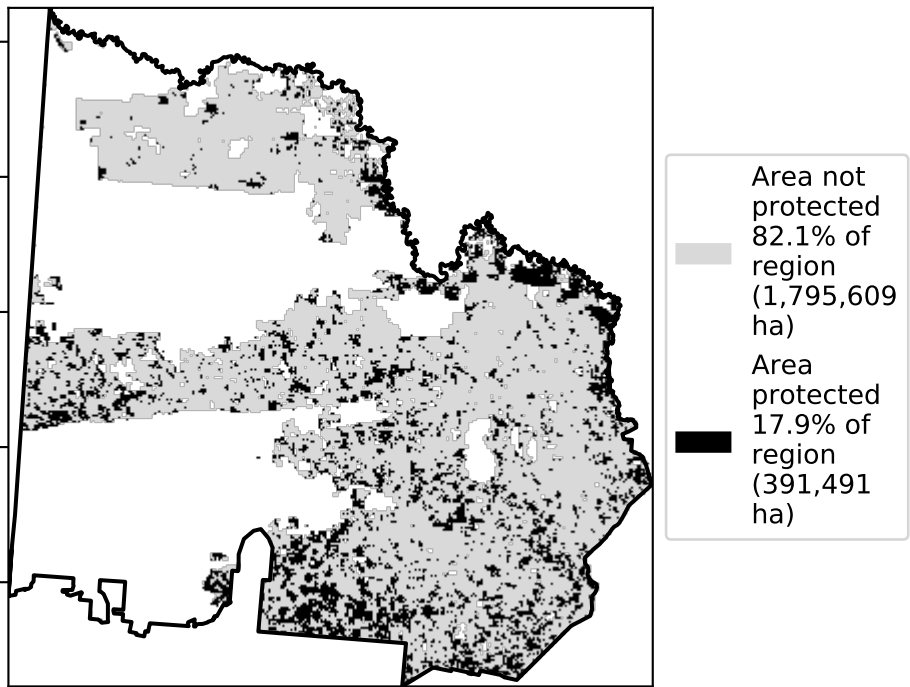 Area not
protected
82.1% of
region
(1,795,609
ha)
Area
protected
17.9% of
region
(391,491
ha)